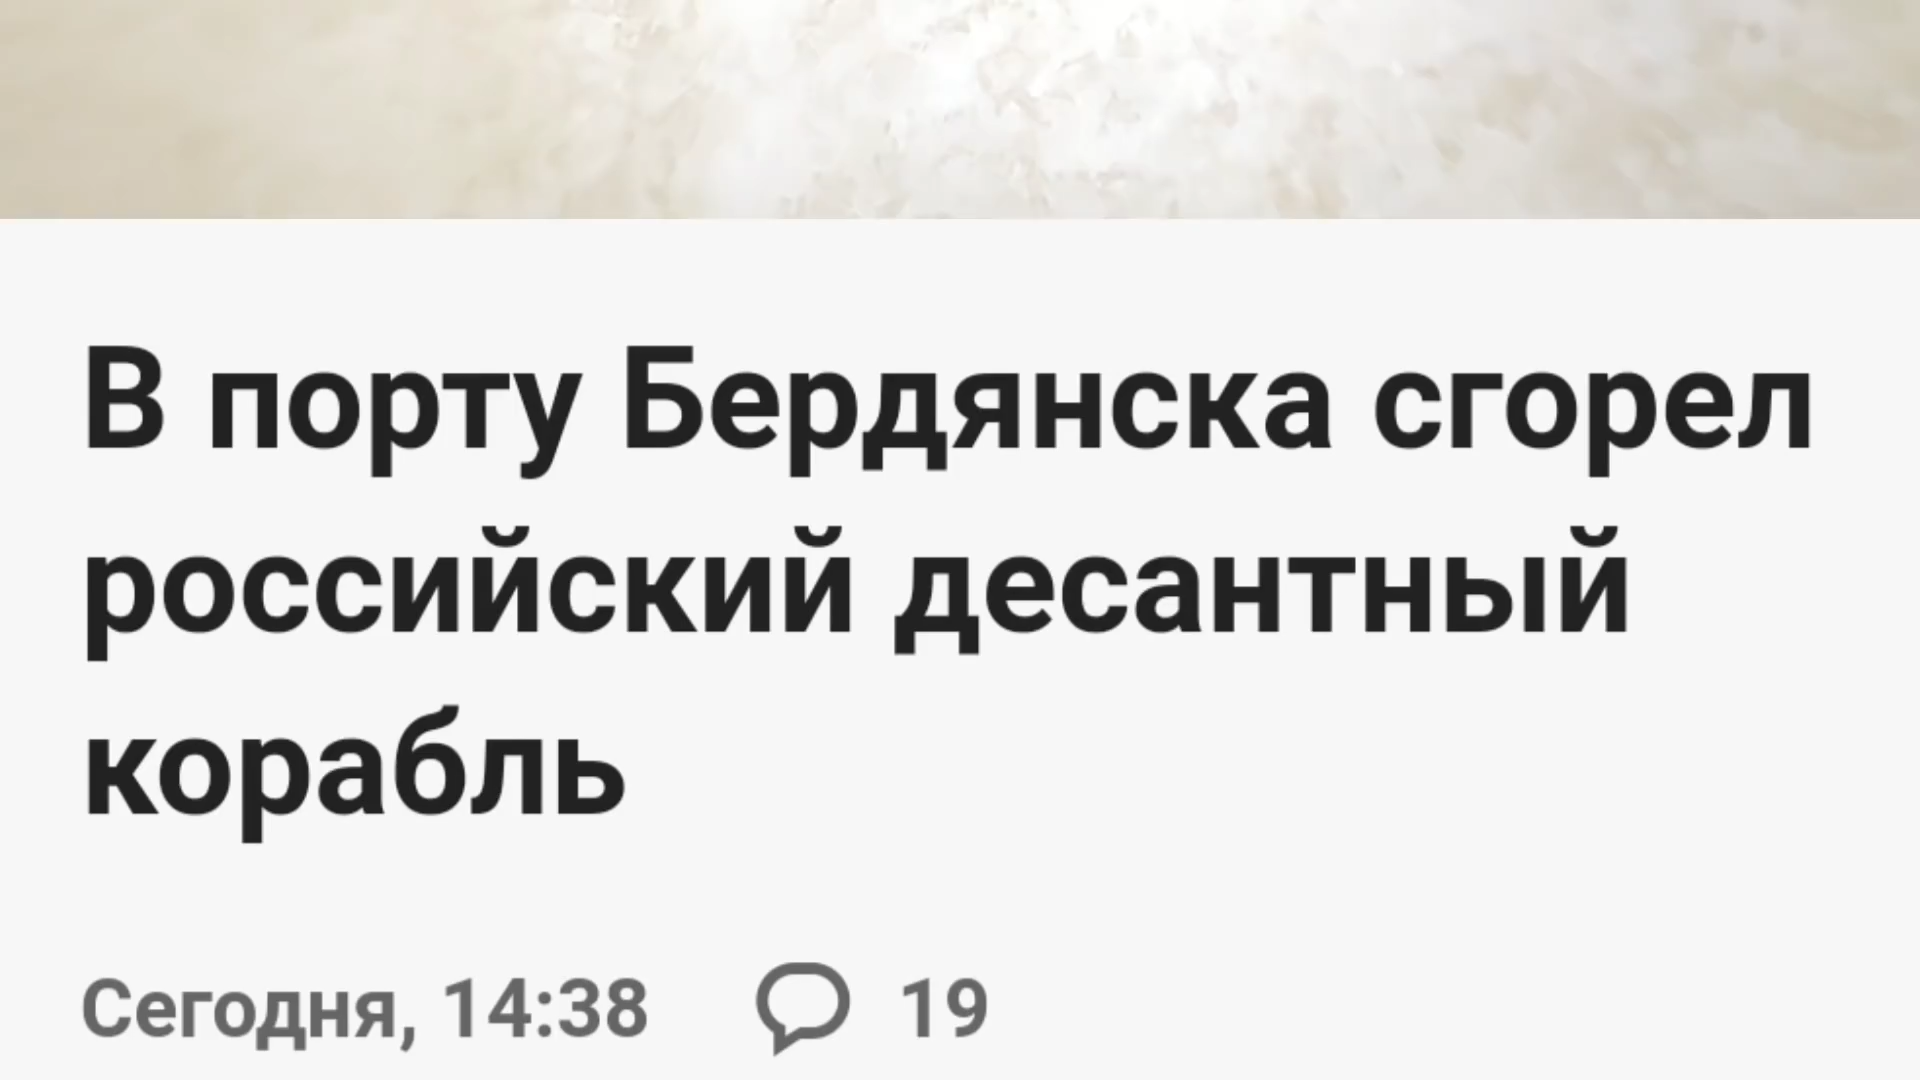 В порту Бердянска сгорел
российский десантный
корабль
Сегодня, 14:38 19